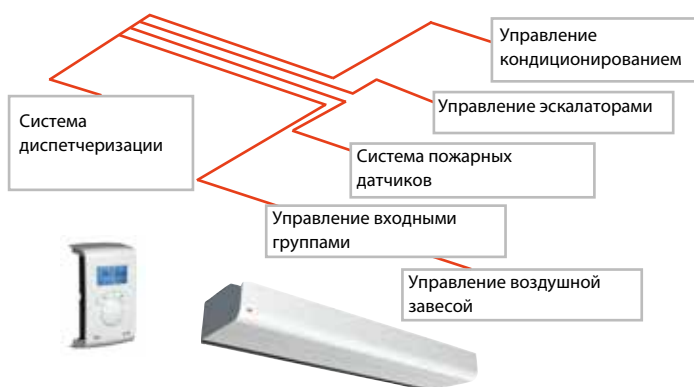 Управление
кондиционированием
Управление эскалаторами
Система
диспетчеризации
Система пожарных
датчиков
Управление входными
группами
Управление воздушной
завесой